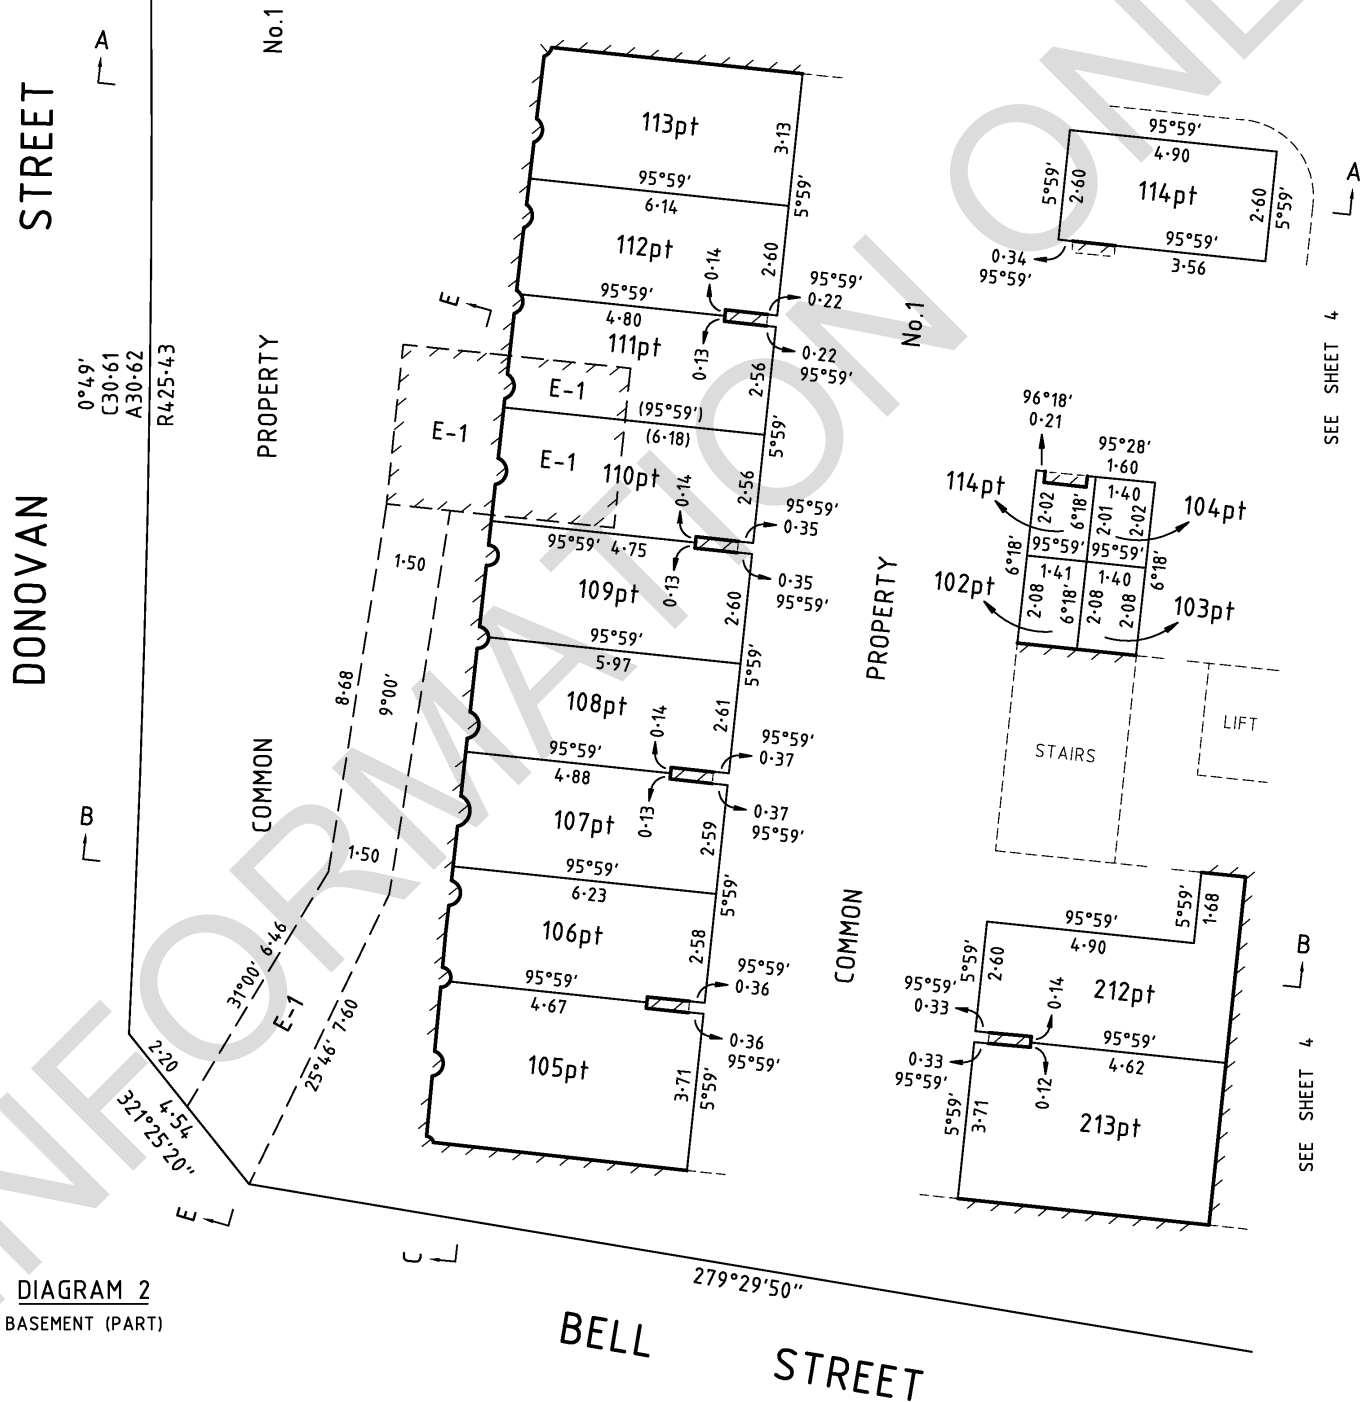 A
No.1
STREET
DONOVAN
0°49'
C30·61
A30·62
R425·43
PROPERTY
COMMON
B
113pt
3·13
95°59'
6·14
5°59'
112pt
0·14
2·60
95°59'
0·22
95°59'
4·80
E
111pt
0·13
0·22
95°59'
2·56
E-1
E-1
(95°59')
(6·18)
5°59'
E-1
110pt
0·14
2·56
95°59'
0·35
95°59' 4·75
0·13
0·35
95°59'
1·50
109pt
2·60
95°59'
5·97
5°59'
8·68
9°00'
108pt
0·14
2·61
95°59'
0·37
95°59'
4·88
0·13
0·37
95°59'
107pt
2·59
1·50
95°59'
6·23
5°59'
106pt
2·58
95°59'
0·36
95°59'
4·67
0·36
95°59'
105pt
3·71
5°59'
31°00' 6·46
E-1
25°46' 7·60
2·20
4·54
321°25'20"
E
C
95°59'
4·90
5°59'
2·60
114pt
2·60
5°59'
A
95°59'
3·56
0·34
95°59'
No.1
SEE SHEET 4
96°18'
0·21
95°28'
1·60
114pt
2·02
6°18'
1·40
2·01
2·02
104pt
6°18'
95°59'
95°59'
6°18'
1·41
1·40
102pt
2·08
6°18'
2·08
2·08
103pt
PROPERTY
STAIRS
LIFT
COMMON
5°59'
1·68
95°59'
4·90
5°59'
2·60
B
212pt
95°59'
0·33
0·14
95°59'
4·62
0·33
95°59'
0·12
5°59'
3·71
213pt
SEE SHEET 4
279°29'50"
DIAGRAM 2
BASEMENT (PART)
BELL STREET
INFORMATION ONL